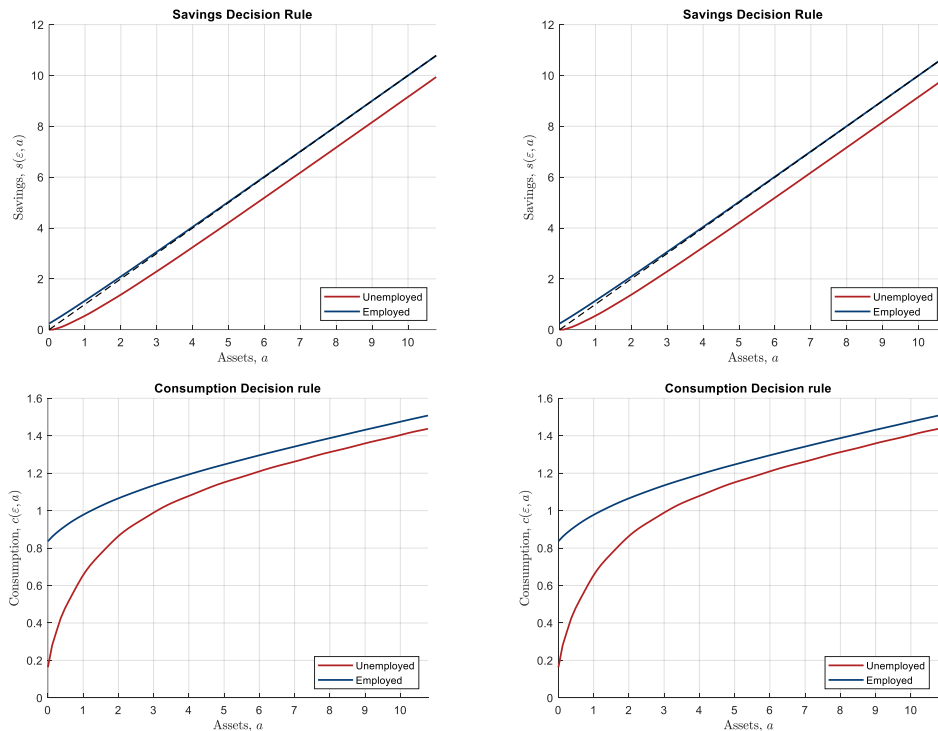 Savings Decision Rule
12
10
8
6
4
2
0
Savings, s(ε, a)
Unemployed
Employed
0 1 2 3 4 5 6 7 8 9 10
Assets, a
Savings Decision Rule
12
10
8
6
4
2
0
Savings, s(ε, a)
Unemployed
Employed
0 1 2 3 4 5 6 7 8 9 10
Assets, a
Consumption Decision rule
1.6
1.4
1.2
1
0.8
0.6
0.4
0.2
0
Consumption, c(ε, a)
Unemployed
Employed
0 1 2 3 4 5 6 7 8 9 10
Assets, a
Consumption Decision rule
1.6
1.4
1.2
1
0.8
0.6
0.4
0.2
0
Consumption, c(ε, a)
Unemployed
Employed
0 1 2 3 4 5 6 7 8 9 10
Assets, a